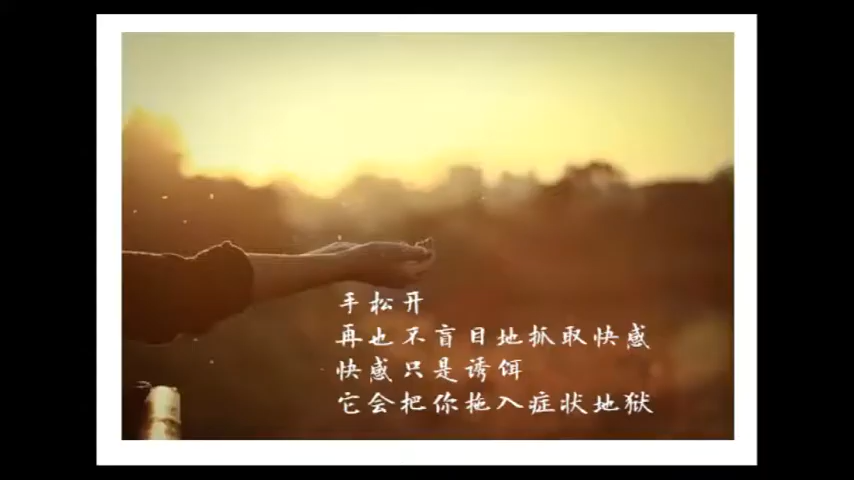 手松开
再也不盲目地抓取快感
快感只是诱饵
它会把你拖入症状地狱